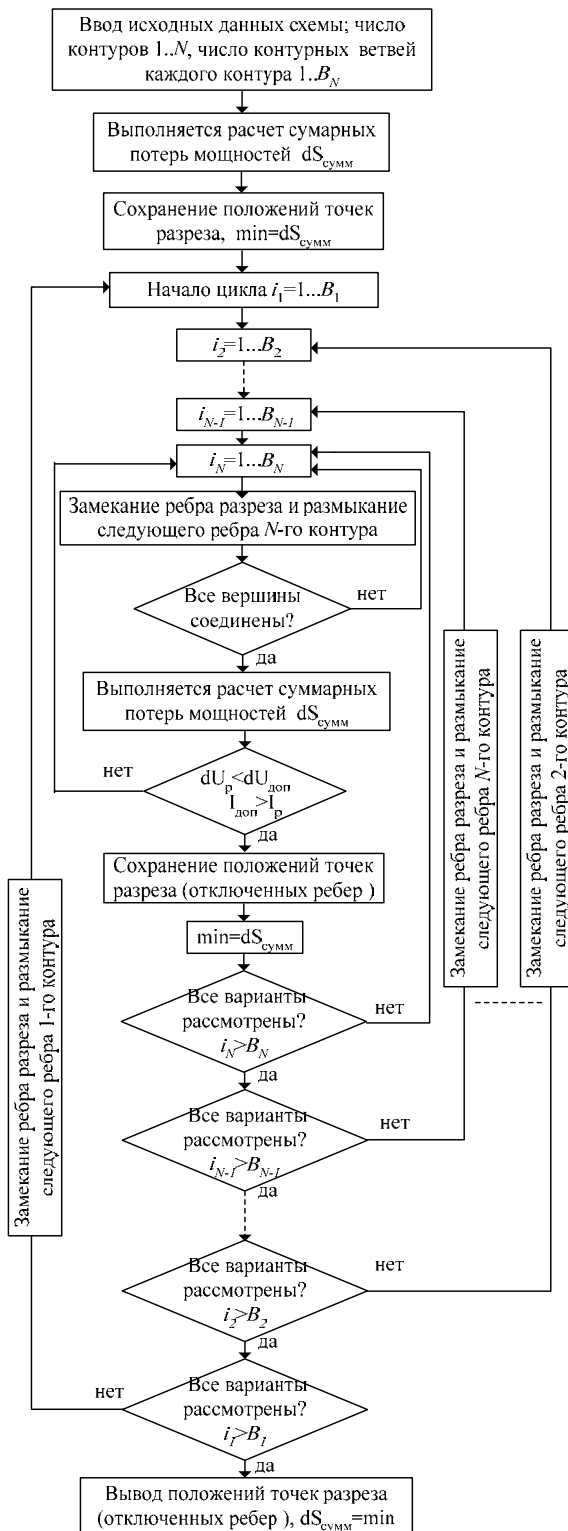 Ввод исходных данных схемы; число
контуров 1..N, число контурных ветвей
каждого контура 1..B_N
Выполняется расчет сумарных
потерь мощностей dS_сумм
Сохранение положений точек
разреза, min=dS_сумм
Начало цикла i_1=1...B_1
i_2=1...B_2
i_N-1=1...B_N-1
i_N=1...B_N
Замекание ребра разреза и размыкание
следующего ребра N-го контура
Все вершины
соединены?
нет
да
Выполняется расчет суммарных
потерь мощностей dS_сумм
нет
dU_р<dU_доп
I_доп>I_р
да
Сохранение положений точек
разреза (отключенных ребер )
min=dS_сумм
Все варианты
рассмотрены?
i_N>B_N
нет
да
Все варианты
рассмотрены?
i_N-1>B_N-1
нет
да
Все варианты
рассмотрены?
i_2>B_2
нет
да
нет
Все варианты
рассмотрены?
i_1>B_1
да
Вывод положений точек разреза
(отключенных ребер ), dS_сумм=min
Замекание ребра разреза и размыкание
следующего ребра 1-го контура
Замекание ребра разреза и размыкание
следующего ребра N-го контура
Замекание ребра разреза и размыкание
следующего ребра 2-го контура